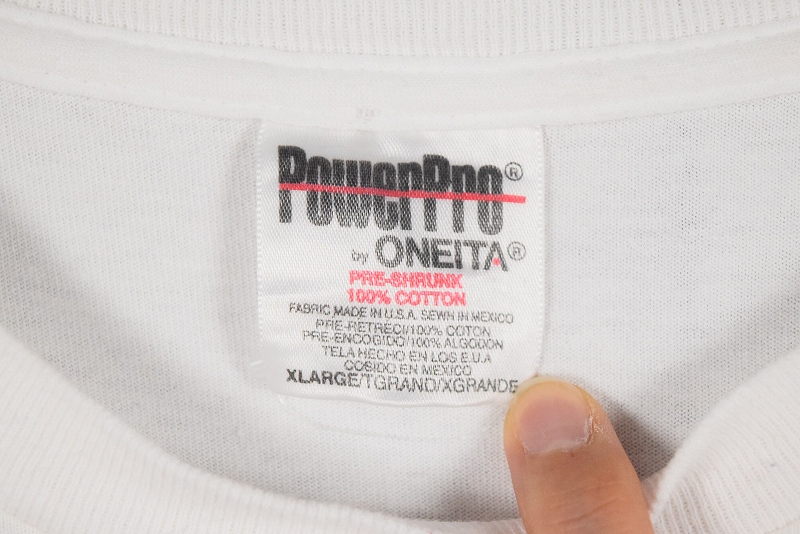 PowerPro®
by ONEITA®
PRE-SHRUNK
100% COTTON
FABRIC MADE IN U.S.A. SEWN IN MEXICO
PRE-RETRECI/100% COTON
PRE-ENCOGIDO/100% ALGODON
TELA HECHO EN LOS E.U.A
COSIDO EN MEXICO
XLARGE/TGRAND/XGRANDE